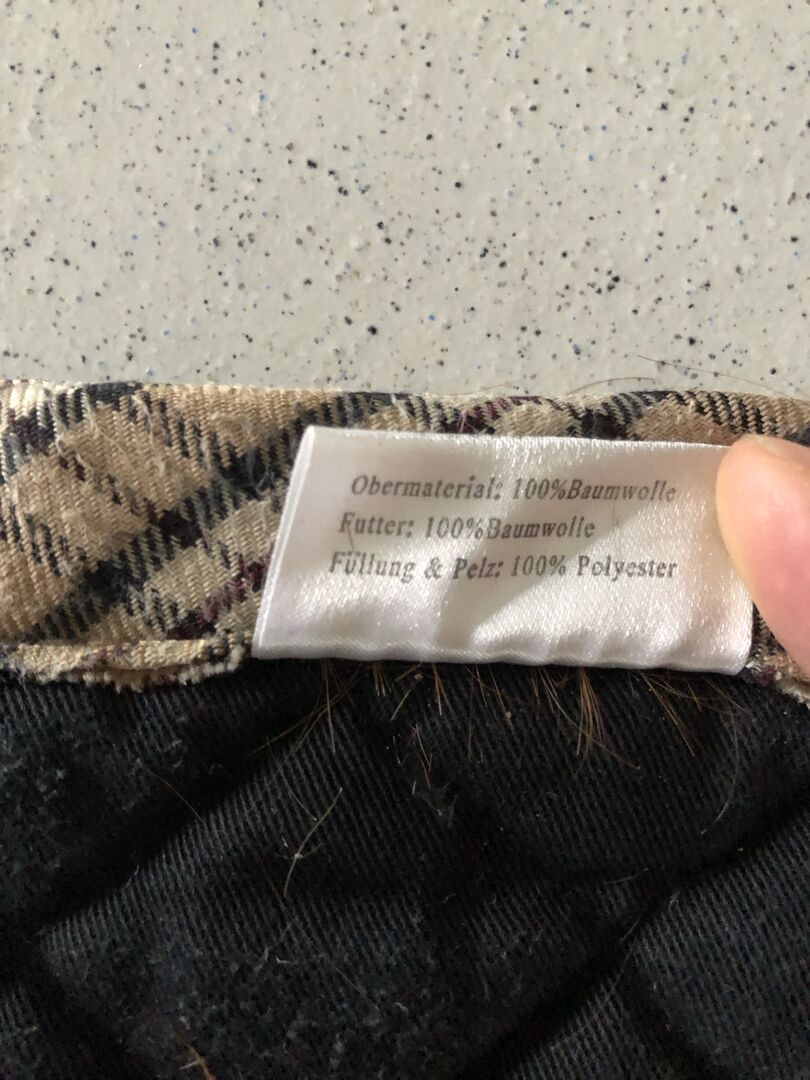 Obermaterial: 100%Baumwolle
Futter: 100%Baumwolle
Füllung & Pelz: 100% Polyester